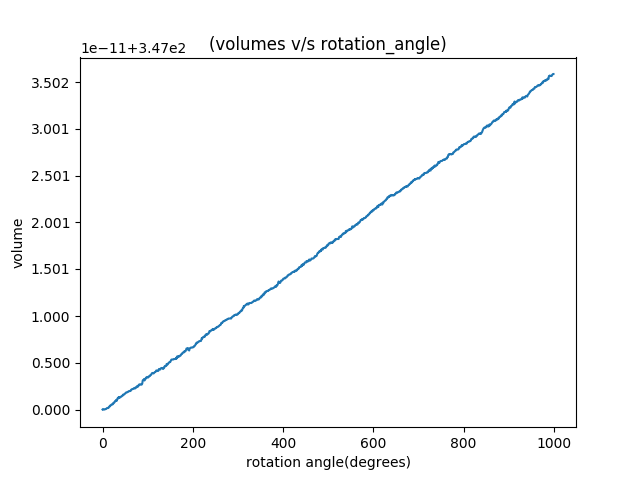 (volumes v/s rotation_angle)
1e−11+3.47e2
3.502
3.001
2.501
2.001
1.501
1.000
0.500
0.000
volume
0 200 400 600 800 1000
rotation angle(degrees)